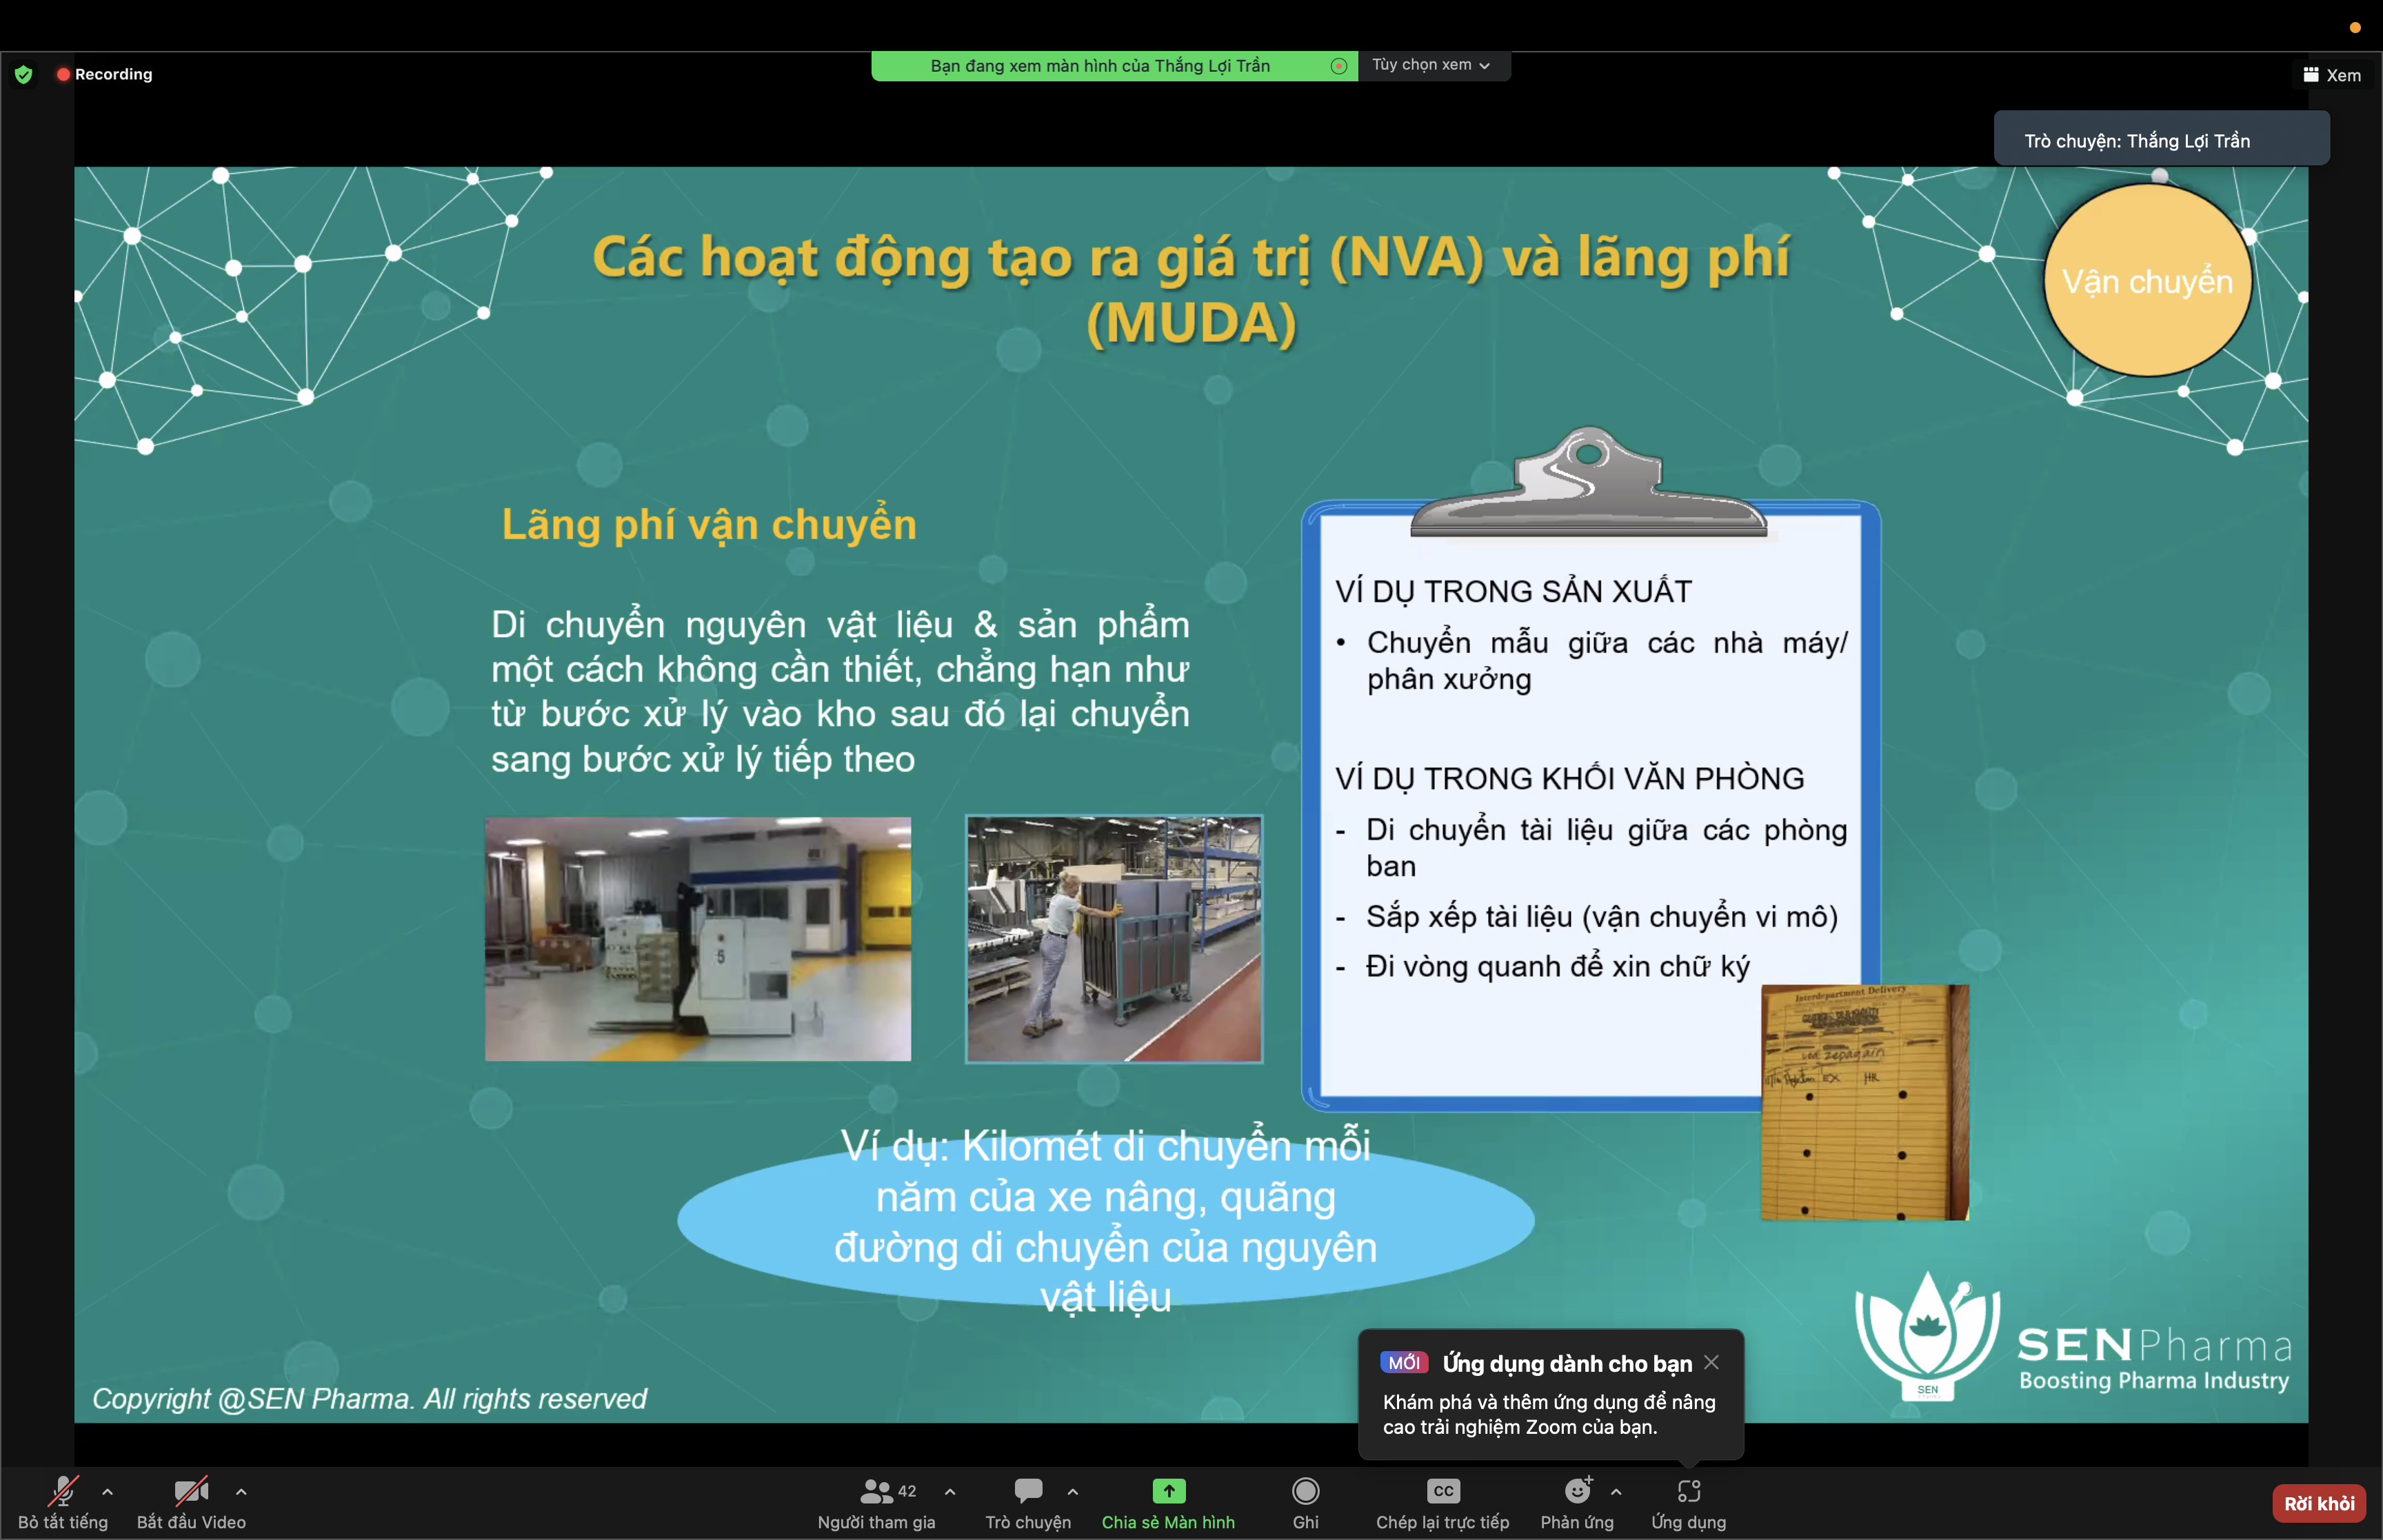 Recording
Bạn đang xem màn hình của Thắng Lợi Trần
Tùy chọn xem
Xem
Trò chuyện: Thắng Lợi Trần
Các hoạt động tạo ra giá trị (NVA) và lãng phí
(MUDA)
Vận chuyển
Lãng phí vận chuyển
Di chuyển nguyên vật liệu & sản phẩm
một cách không cần thiết, chẳng hạn như
từ bước xử lý vào kho sau đó lại chuyển
sang bước xử lý tiếp theo
5
VÍ DỤ TRONG SẢN XUẤT
• Chuyển mẫu giữa các nhà máy/
phân xưởng
VÍ DỤ TRONG KHỐI VĂN PHÒNG
- Di chuyển tài liệu giữa các phòng
ban
- Sắp xếp tài liệu (vận chuyển vi mô)
- Đi vòng quanh để xin chữ ký
Interdepartment Delivery
HR
Ví dụ: Kilomét di chuyển mỗi
năm của xe nâng, quãng
đường di chuyển của nguyên
vật liệu
SEN
SENPharma
Boosting Pharma Industry
Copyright @SEN Pharma. All rights reserved
MỚI Ứng dụng dành cho bạn
Khám phá và thêm ứng dụng để nâng
cao trải nghiệm Zoom của bạn.
Bỏ tắt tiếng
Bắt đầu Video
42
Người tham gia
Trò chuyện
Chia sẻ Màn hình
Ghi
CC
Chép lại trực tiếp
Phản ứng
Ứng dụng
Rời khỏi